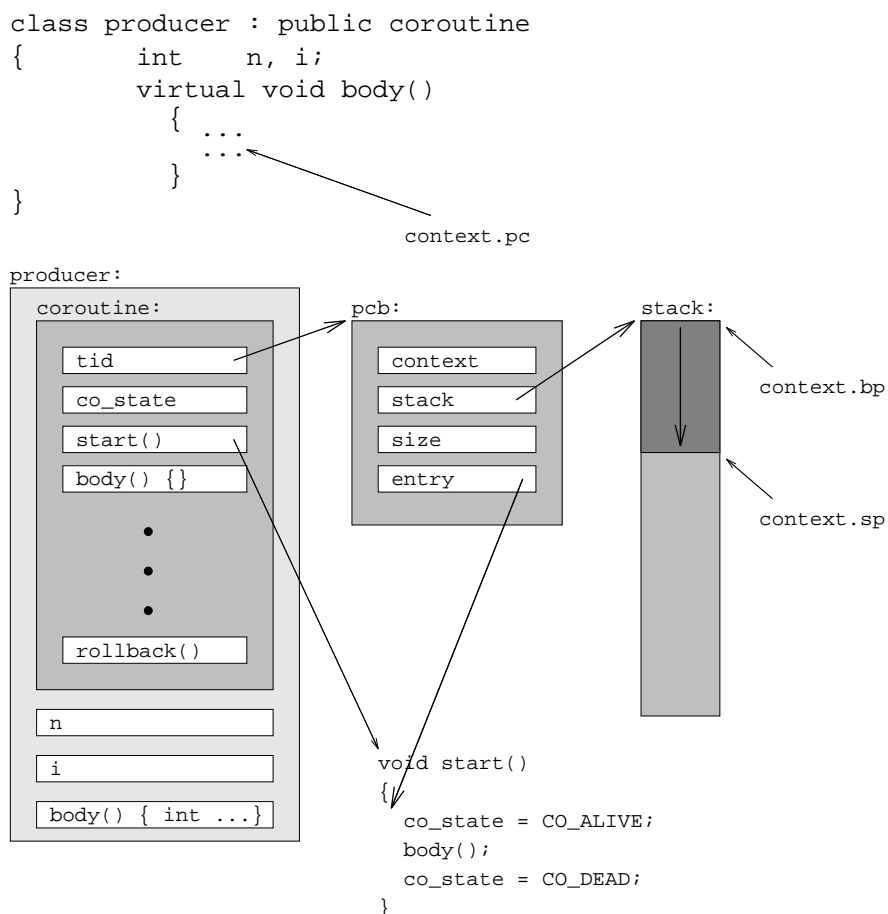 class producer : public coroutine
{ int n, i;
virtual void body()
{ ...
...
}
}
context.pc
producer:
coroutine:
tid
co_state
start()
body() {}
rollback()
n
i
body() { int ...}
pcb:
context
stack
size
entry
stack:
context.bp
context.sp
void start()
{
co_state = CO_ALIVE;
body();
co_state = CO_DEAD;
}